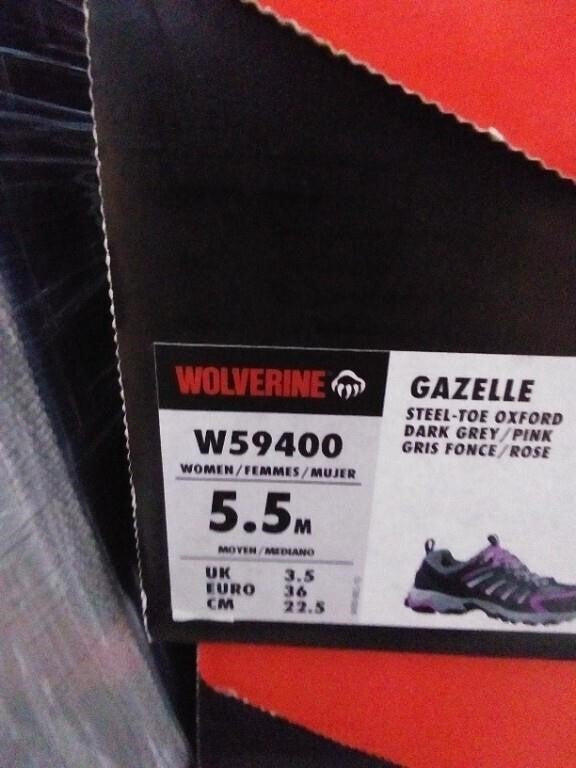 WOLVERINE
W59400
WOMEN/FEMMES/MUJER
5.5M
MOYEN/MEDIANO
UK 3.5
EURO 36
CM 22.5
GAZELLE
STEEL-TOE OXFORD
DARK GREY/PINK
GRIS FONCE/ROSE